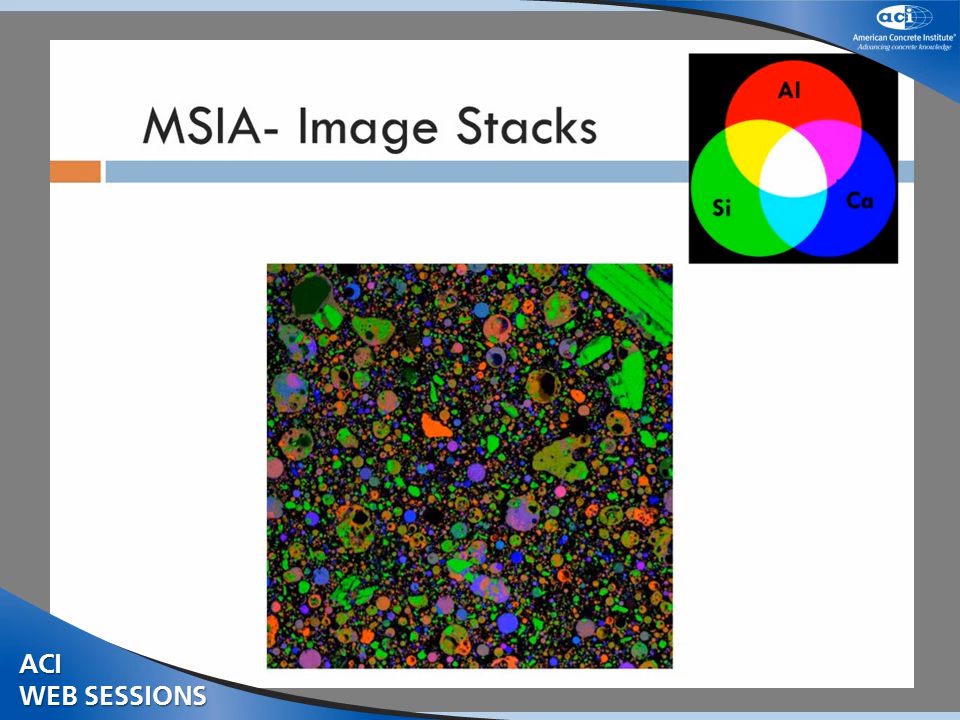 aci
American Concrete Institute®
Advancing concrete knowledge
MSIA- Image Stacks
Al
Si
Ca
ACI
WEB SESSIONS